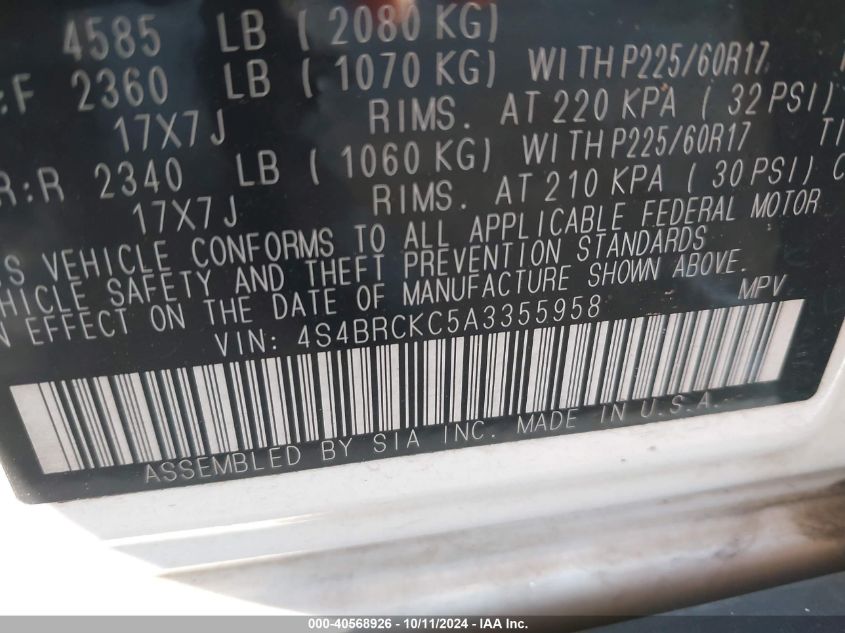 4585 LB ( 2080 KG)
:F 2360 LB ( 1070 KG) WITH P225/60R17
17X7J RIMS. AT 220 KPA ( 32 PSI)
R:R 2340 LB ( 1060 KG) WITH P225/60R17 TI
17X7J RIMS. AT 210 KPA ( 30 PSI) C
S VEHICLE CONFORMS TO ALL APPLICABLE FEDERAL MOTOR
HICLE SAFETY AND THEFT PREVENTION STANDARDS
N EFFECT ON THE DATE OF MANUFACTURE SHOWN ABOVE.
VIN: 4S4BRCKC5A3355958 MPV
ASSEMBLED BY SIA INC. MADE IN U.S.A.
000-40568926 - 10/11/2024 - IAA Inc.